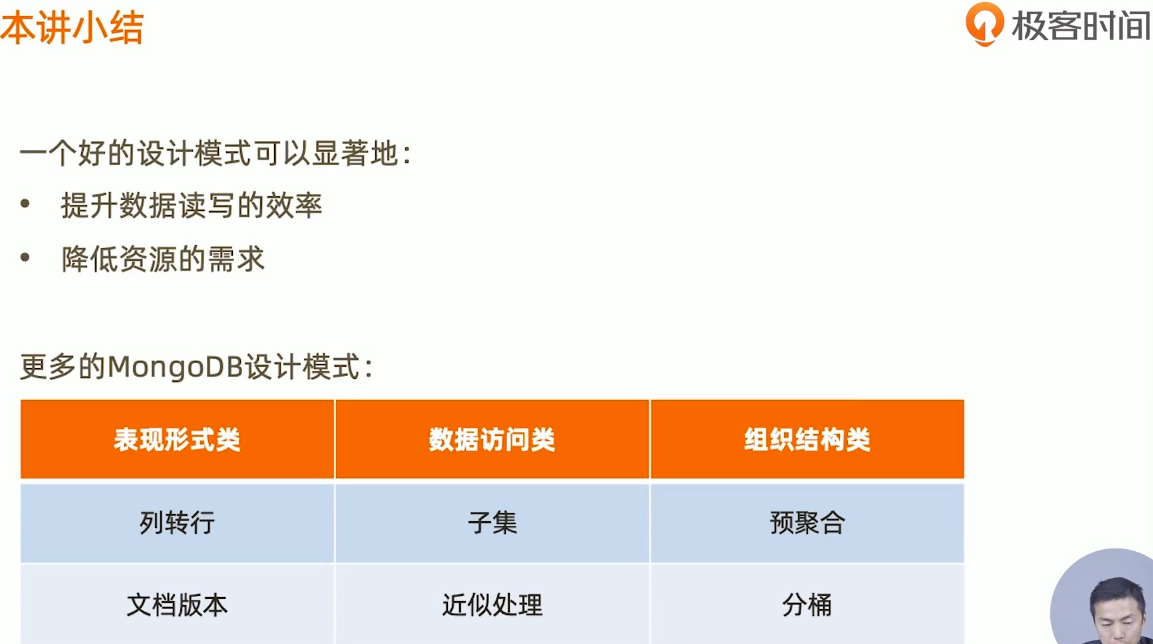 本讲小结
极客时间
一个好的设计模式可以显著地：
• 提升数据读写的效率
• 降低资源的需求
更多的MongoDB设计模式：
表现形式类 数据访问类 组织结构类
列转行 子集 预聚合
文档版本 近似处理 分桶